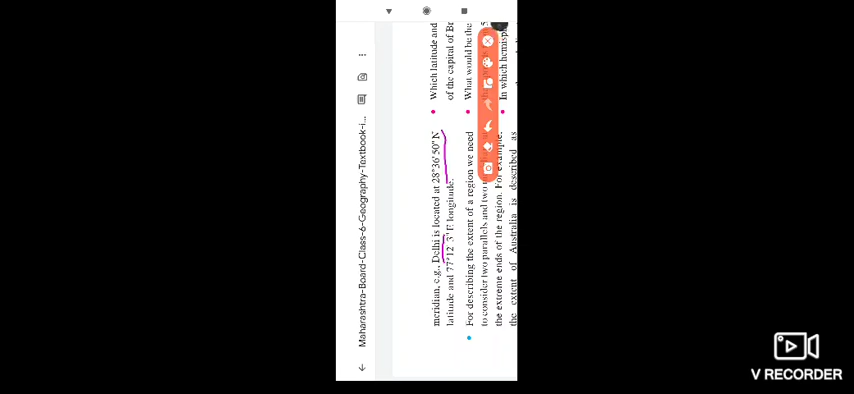 Maharashtra-Board-Class-6-Geography-Textbook-i...
meridian, e.g., Delhi is located at 28°36'50"N
latitude and 77°12' 3" E longitude.
For describing the extent of a region we need
to consider two parallels and two
the extreme ends of the region. For example,
the extent of Australia is described as
Which latitude and
of the capital of Br
What would be the
In which hemisp
V RECORDER